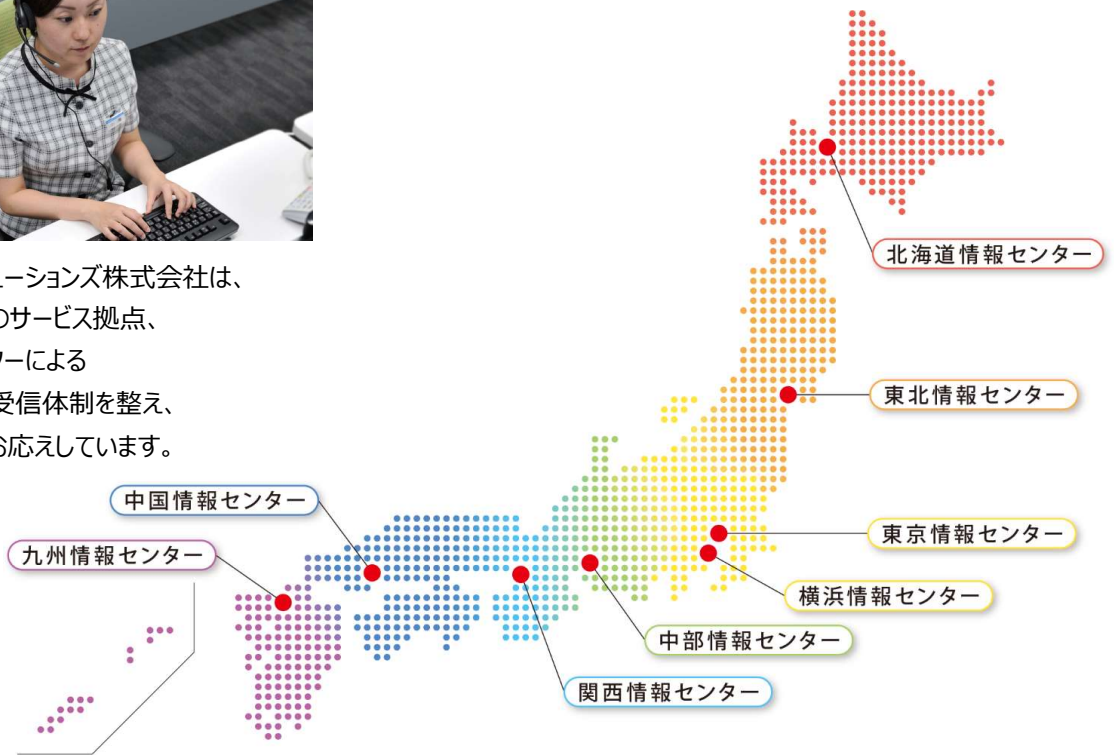 ューションズ株式会社は、
のサービス拠点、
ターによる
受信体制を整え、
お応えしています。
北海道情報センター
東北情報センター
中国情報センター
東京情報センター
九州情報センター
横浜情報センター
中部情報センター
関西情報センター